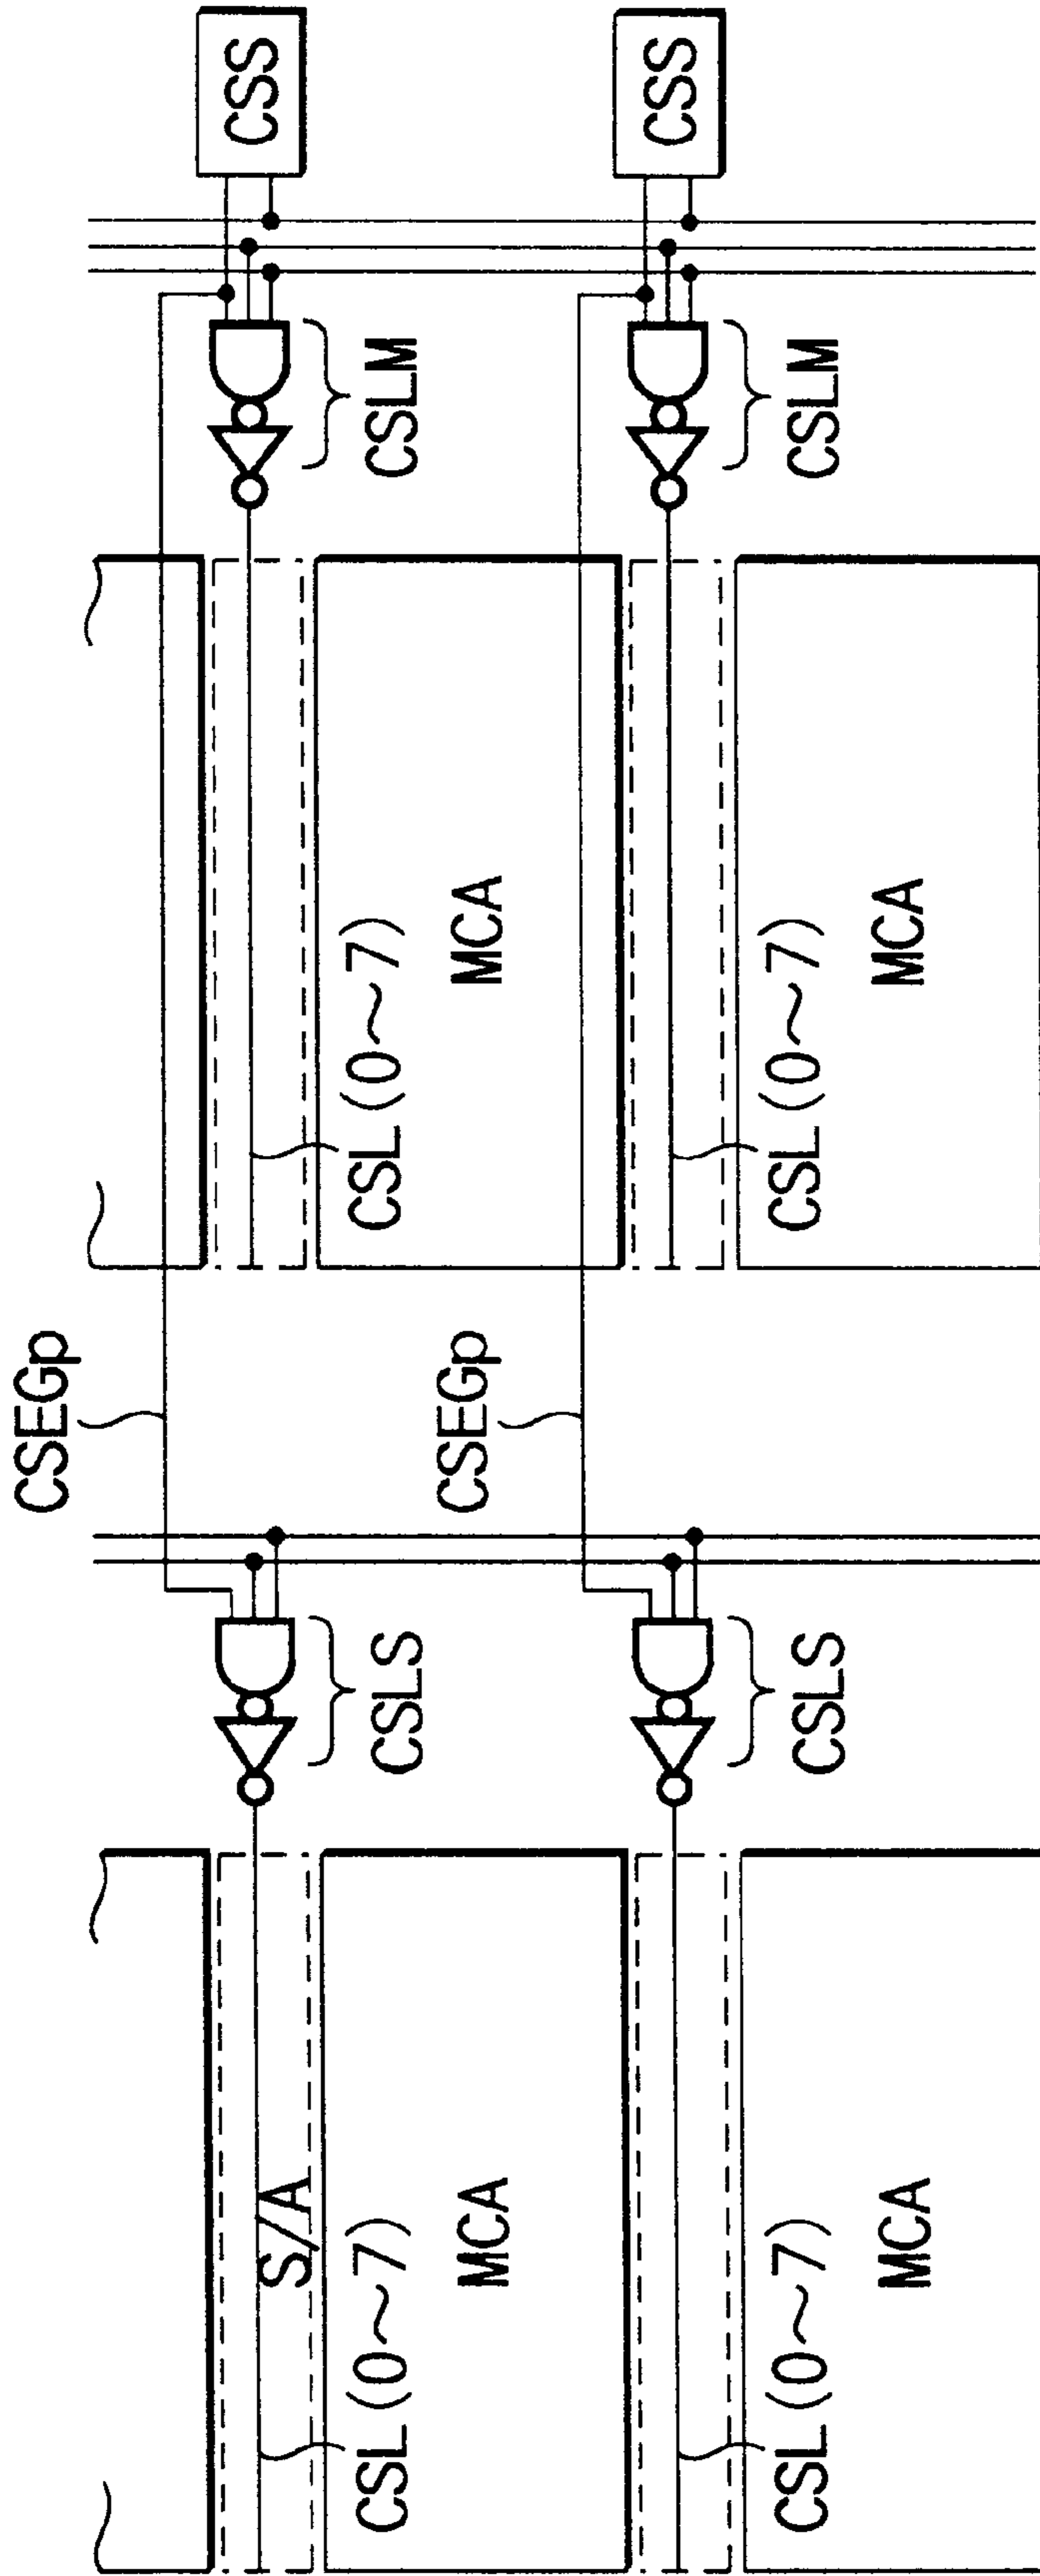 CSEGp
CSEGp
S/A
CSL (0～7)
MCA
CSLS
CSL (0～7)
MCA
CSLM
CSS
CSL (0～7)
MCA
CSLS
CSL (0～7)
MCA
CSLM
CSS